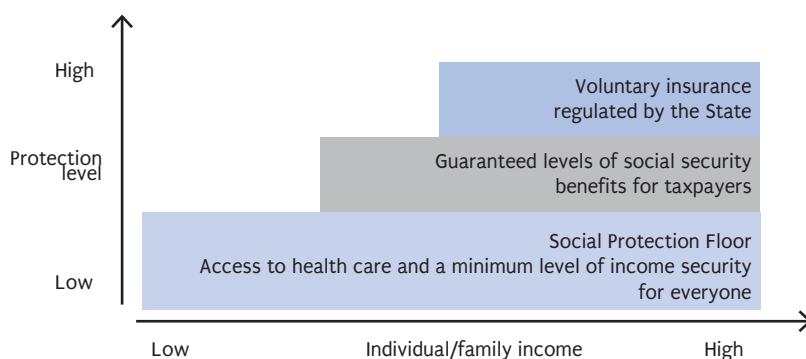 High
Voluntary insurance
regulated by the State
Protection
level
Guaranteed levels of social security
benefits for taxpayers
Social Protection Floor
Access to health care and a minimum level of income security
for everyone
Low
Low
Individual/family income
High